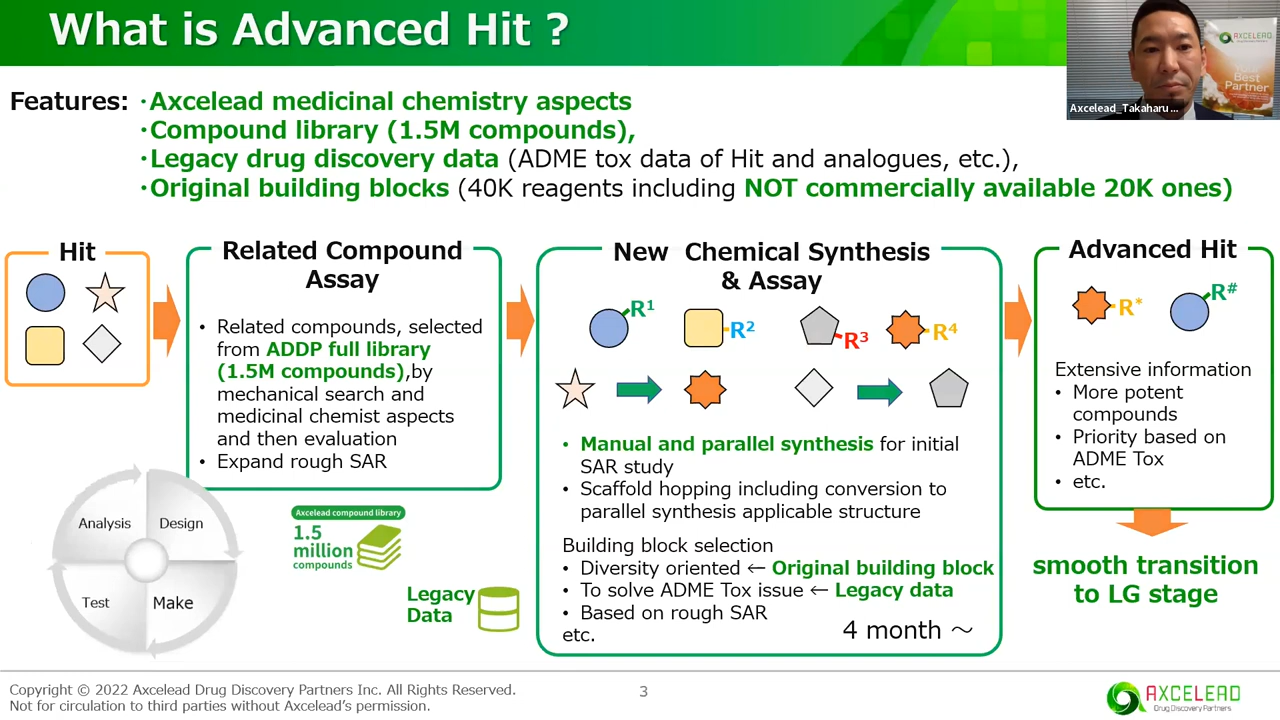 What is Advanced Hit ?
AXCELEAD
Drug Discovery Partners
Best
Partner
Axcelead_Takaharu...
Features: ·Axcelead medicinal chemistry aspects
·Compound library (1.5M compounds),
·Legacy drug discovery data (ADME tox data of Hit and analogues, etc.),
·Original building blocks (40K reagents including NOT commercially available 20K ones)
Hit
Related Compound
Assay
• Related compounds, selected
from ADDP full library
(1.5M compounds),by
mechanical search and
medicinal chemist aspects
and then evaluation
• Expand rough SAR
New Chemical Synthesis
& Assay
R1
R2
R3
R4
• Manual and parallel synthesis for initial
SAR study
• Scaffold hopping including conversion to
parallel synthesis applicable structure
Building block selection
• Diversity oriented ← Original building block
• To solve ADME Tox issue ← Legacy data
• Based on rough SAR
etc.
4 month ～
Advanced Hit
R*
R#
Extensive information
• More potent
compounds
• Priority based on
ADME Tox
• etc.
smooth transition
to LG stage
Analysis
Design
Test
Make
Axcelead compound library
1.5
million
compounds
Legacy
Data
Copyright © 2022 Axcelead Drug Discovery Partners Inc. All Rights Reserved.
Not for circulation to third parties without Axcelead's permission.
3
AXCELEAD
Drug Discovery Partners